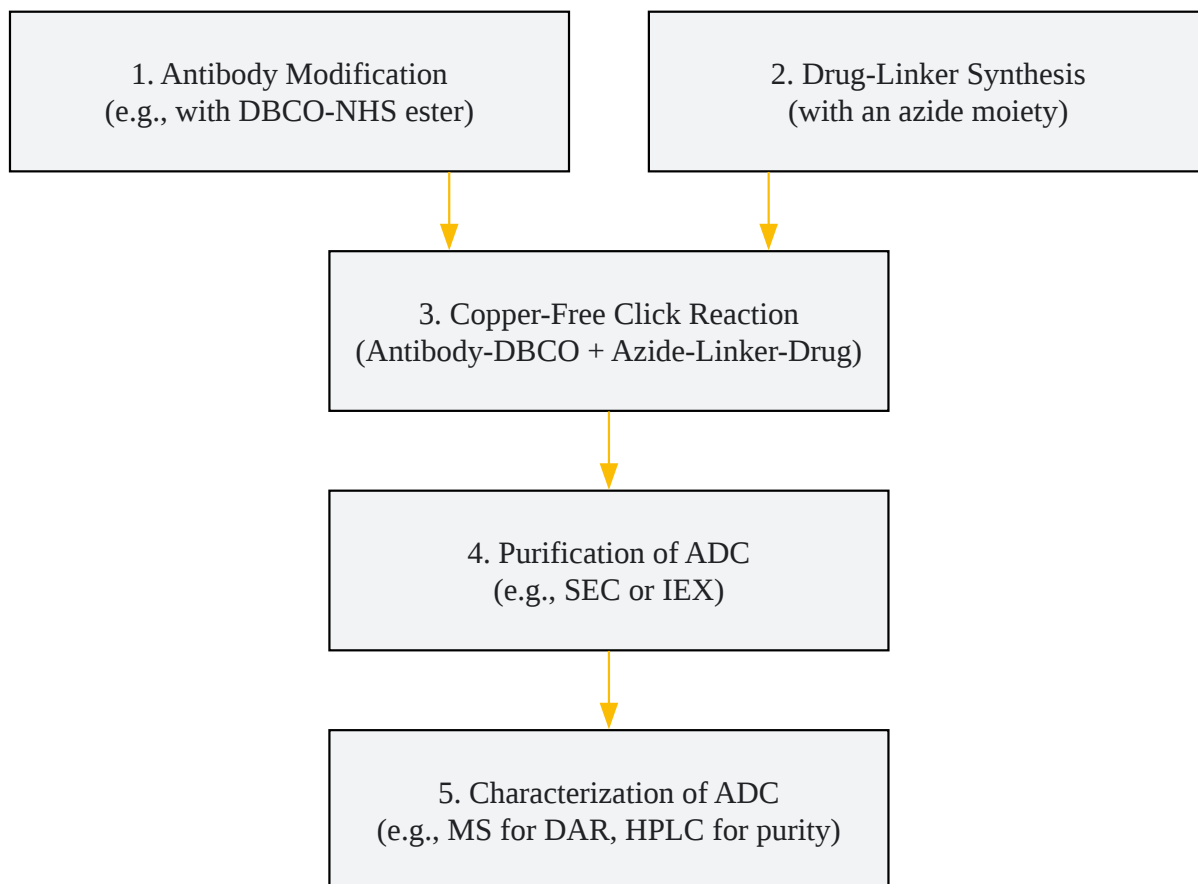 1. Antibody Modification
(e.g., with DBCO-NHS ester)
2. Drug-Linker Synthesis
(with an azide moiety)
3. Copper-Free Click Reaction
(Antibody-DBCO + Azide-Linker-Drug)
4. Purification of ADC
(e.g., SEC or IEX)
5. Characterization of ADC
(e.g., MS for DAR, HPLC for purity)